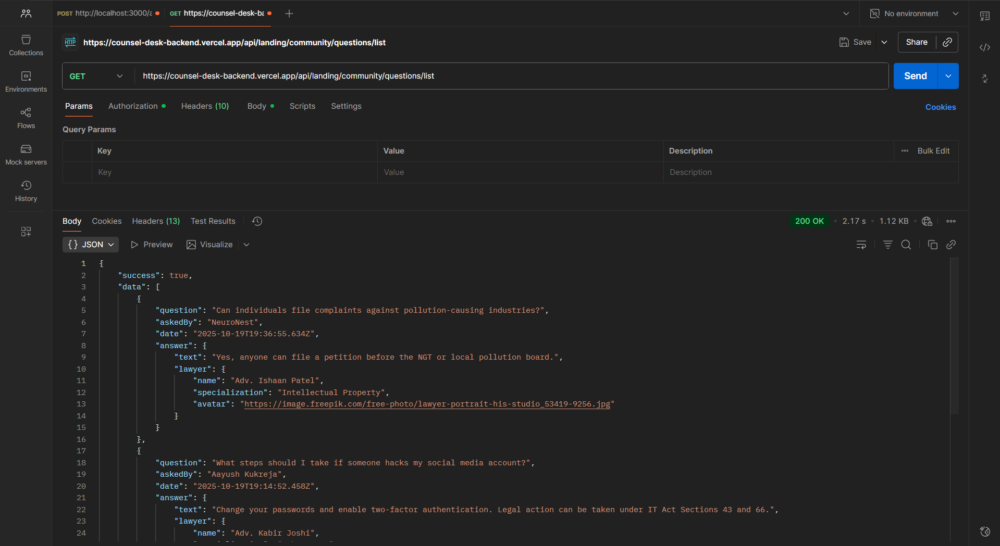 POST http://localhost:3000/a
GET https://counsel-desk-ba
No environment
Collections
Environments
Flows
Mock servers
History
HTTP https://counsel-desk-backend.vercel.app/api/landing/community/questions/list
Save
Share
GET https://counsel-desk-backend.vercel.app/api/landing/community/questions/list
Send
Params Authorization Headers (10) Body Scripts Settings
Cookies
Query Params
Key Value Description Bulk Edit
Key Value Description
Body Cookies Headers (13) Test Results
200 OK • 2.17 s • 1.12 KB
{} JSON Preview Visualize
1 {
2 "success": true,
3 "data": [
4 {
5 "question": "Can individuals file complaints against pollution-causing industries?",
6 "askedBy": "NeuroNest",
7 "date": "2025-10-19T19:36:55.634Z",
8 "answer": {
9 "text": "Yes, anyone can file a petition before the NGT or local pollution board.",
10 "lawyer": {
11 "name": "Adv. Ishaan Patel",
12 "specialization": "Intellectual Property",
13 "avatar": "https://image.freepik.com/free-photo/lawyer-portrait-his-studio_53419-9256.jpg"
14 }
15 }
16 },
17 {
18 "question": "What steps should I take if someone hacks my social media account?",
19 "askedBy": "Aayush Kukreja",
20 "date": "2025-10-19T19:14:52.458Z",
21 "answer": {
22 "text": "Change your passwords and enable two-factor authentication. Legal action can be taken under IT Act Sections 43 and 66.",
23 "lawyer": {
24 "name": "Adv. Kabir Joshi",